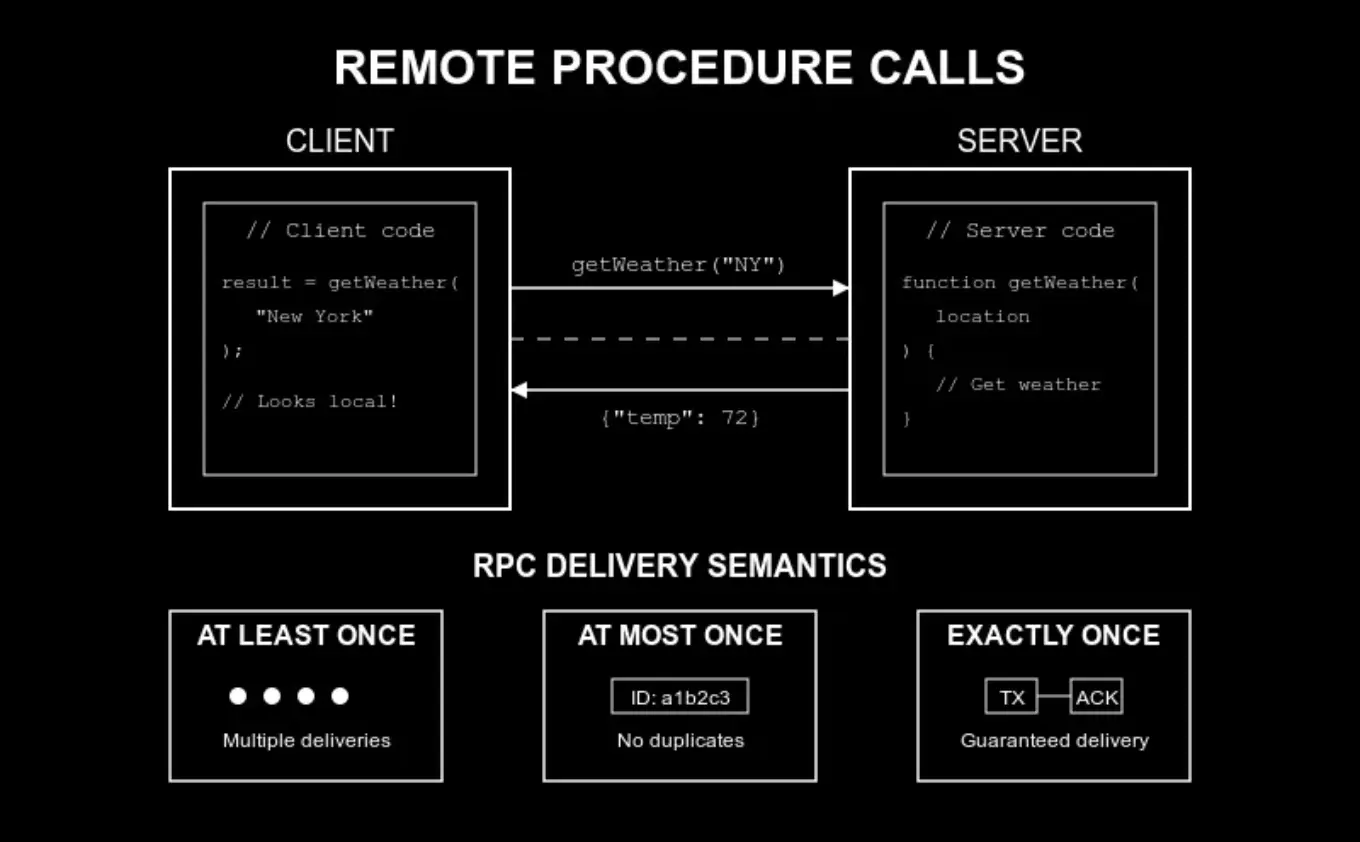 REMOTE PROCEDURE CALLS
CLIENT
SERVER
// Client code
result = getWeather(
"New York"
);
// Looks local!
getWeather("NY")
{"temp": 72}
// Server code
function getWeather(
location
) {
// Get weather
}
RPC DELIVERY SEMANTICS
AT LEAST ONCE
Multiple deliveries
AT MOST ONCE
ID: a1b2c3
No duplicates
EXACTLY ONCE
TX
ACK
Guaranteed delivery